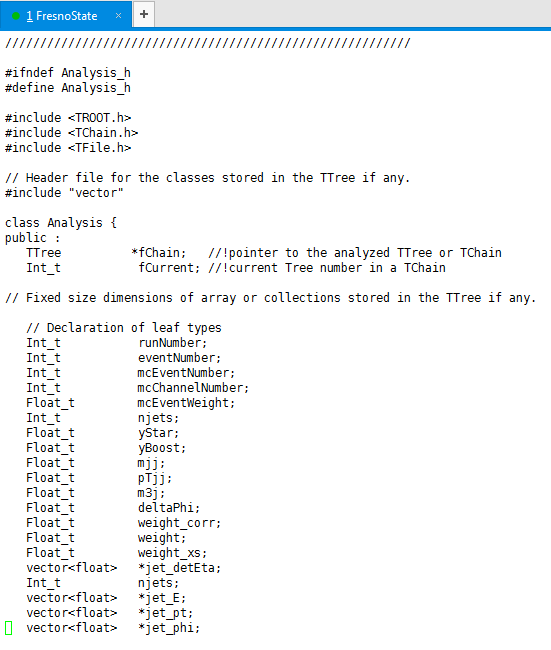 1 FresnoState × +
//////////////////////////////////////////////////////////
#ifndef Analysis_h
#define Analysis_h
#include <TROOT.h>
#include <TChain.h>
#include <TFile.h>
// Header file for the classes stored in the TTree if any.
#include "vector"
class Analysis {
public :
TTree *fChain; //!pointer to the analyzed TTree or TChain
Int_t fCurrent; //!current Tree number in a TChain
// Fixed size dimensions of array or collections stored in the TTree if any.
// Declaration of leaf types
Int_t runNumber;
Int_t eventNumber;
Int_t mcEventNumber;
Int_t mcChannelNumber;
Float_t mcEventWeight;
Int_t njets;
Float_t yStar;
Float_t yBoost;
Float_t mjj;
Float_t pTjj;
Float_t m3j;
Float_t deltaPhi;
Float_t weight_corr;
Float_t weight;
Float_t weight_xs;
vector<float> *jet_detEta;
Int_t njets;
vector<float> *jet_E;
vector<float> *jet_pt;
vector<float> *jet_phi;